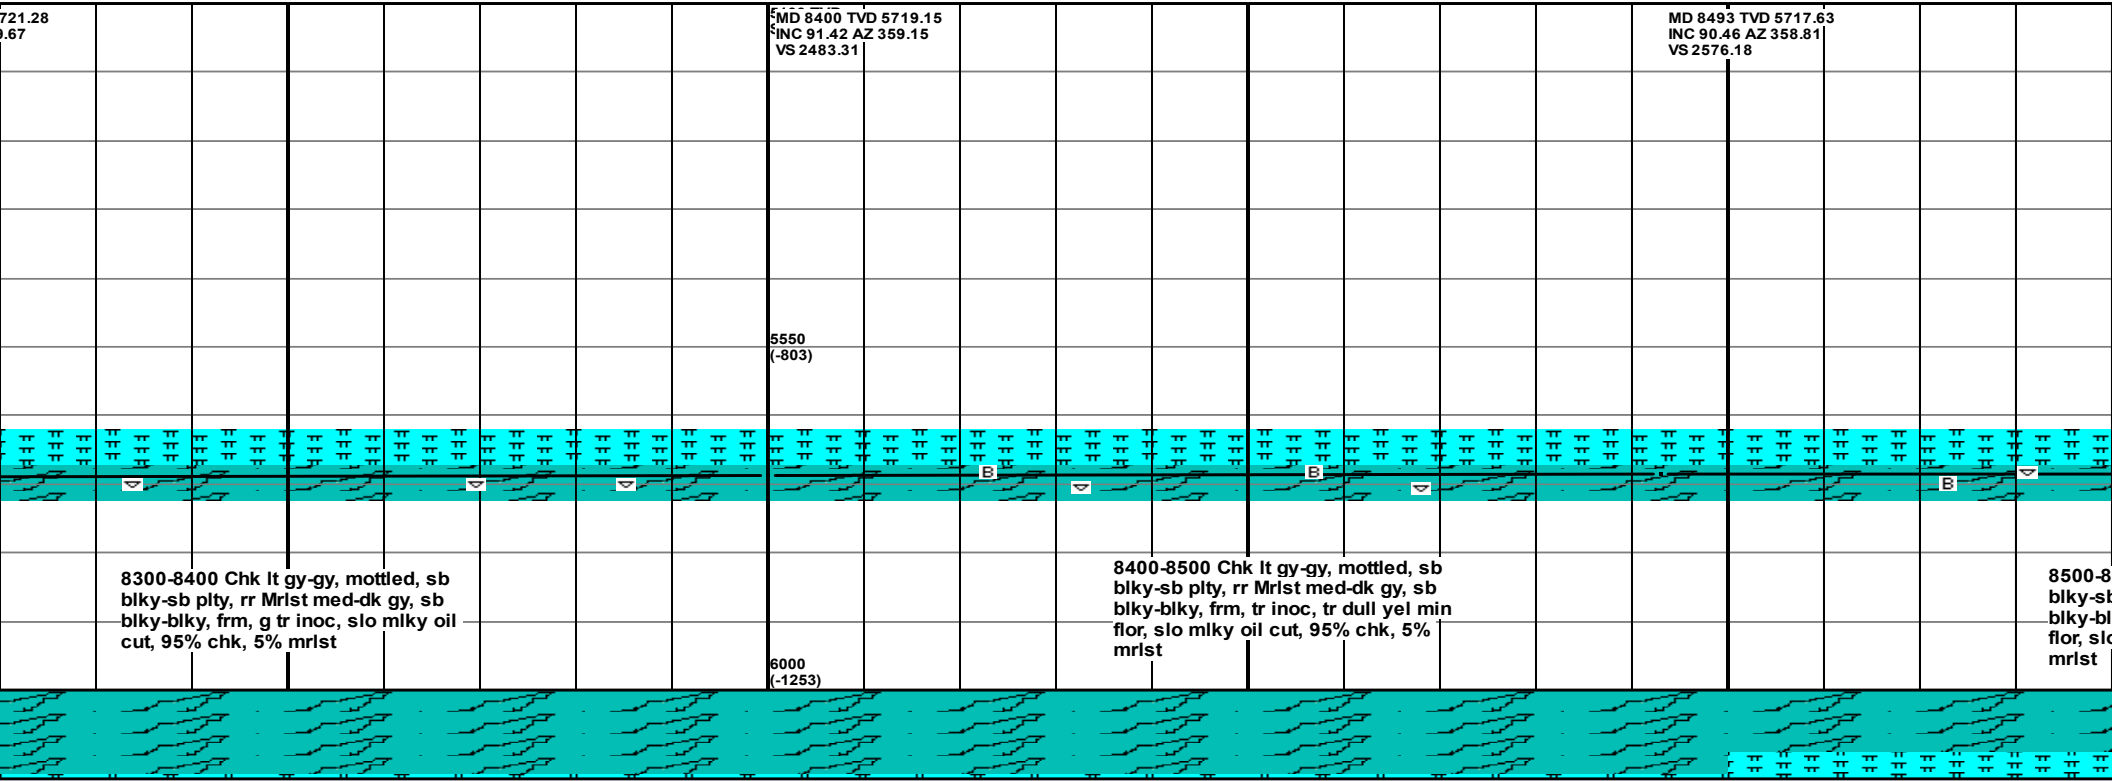 721.28
9.67
MD 8400 TVD 5719.15
INC 91.42 AZ 359.15
VS 2483.31
MD 8493 TVD 5717.63
INC 90.46 AZ 358.81
VS 2576.18
5550
(-803)
B
B
B
8300-8400 Chk lt gy-gy, mottled, sb
blky-sb plty, rr Mrlst med-dk gy, sb
blky-blky, frm, g tr inoc, slo mlky oil
cut, 95% chk, 5% mrlst
8400-8500 Chk lt gy-gy, mottled, sb
blky-sb plty, rr Mrlst med-dk gy, sb
blky-blky, frm, tr inoc, tr dull yel min
flor, slo mlky oil cut, 95% chk, 5%
mrlst
8500-8
blky-sb
blky-bl
flor, slo
mrlst
6000
(-1253)